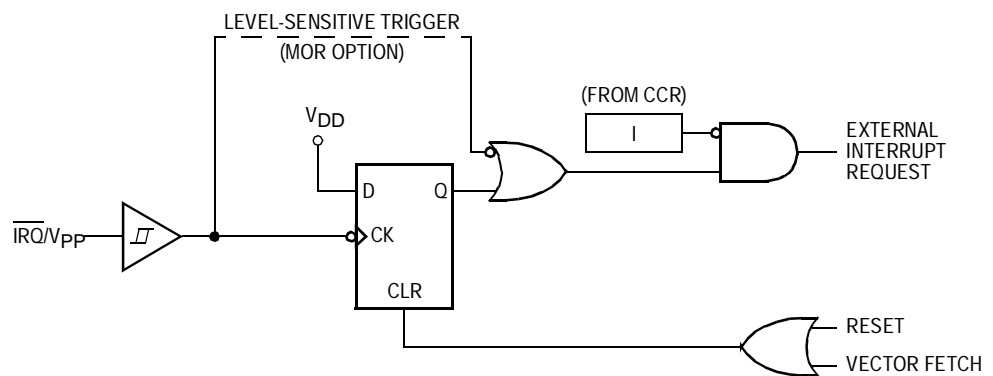 LEVEL-SENSITIVE TRIGGER
(MOR OPTION)
(FROM CCR)
I
EXTERNAL
INTERRUPT
REQUEST
VDD
D
Q
CK
CLR
IRQ/VPP
RESET
VECTOR FETCH